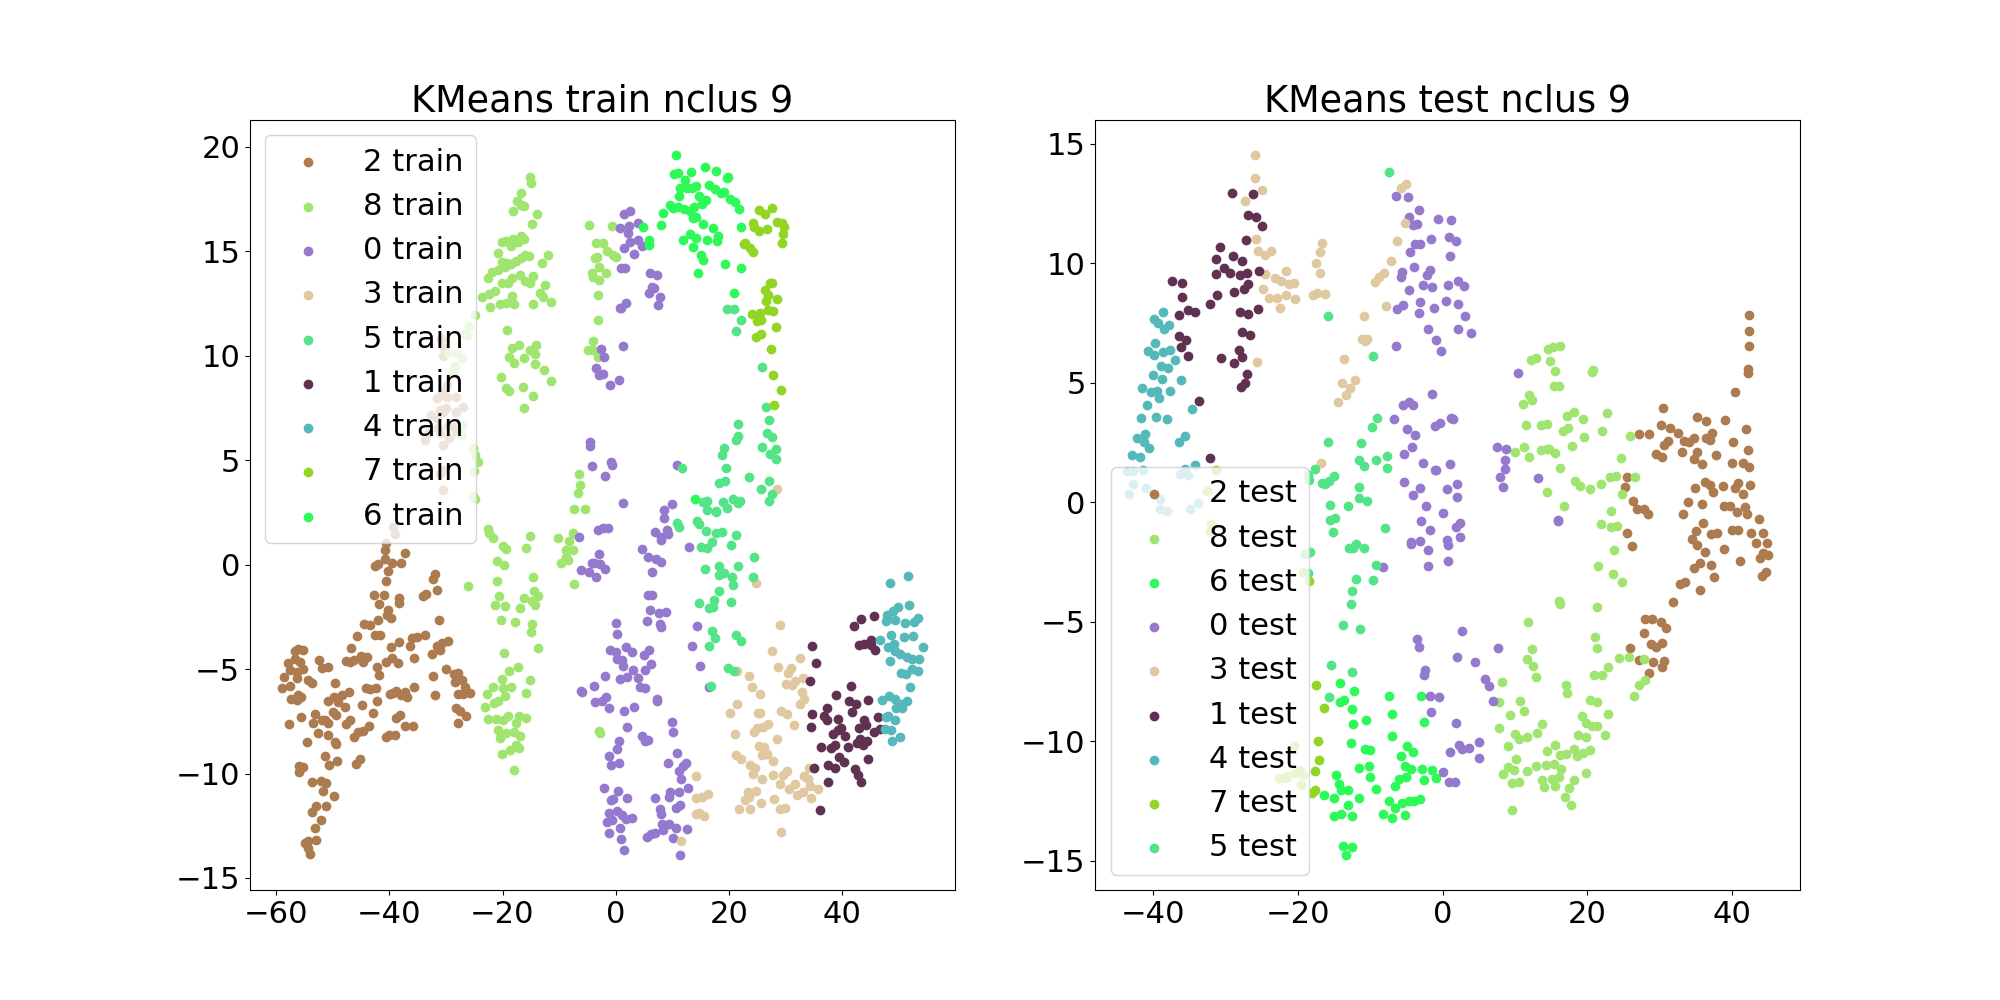 KMeans train nclus 9
20
15
10
5
0
−5
−10
−15
−60
−40
−20
0
20
40
2 train
8 train
0 train
3 train
5 train
1 train
4 train
7 train
6 train
KMeans test nclus 9
15
10
5
0
−5
−10
−15
−40
−20
0
20
40
2 test
8 test
6 test
0 test
3 test
1 test
4 test
7 test
5 test